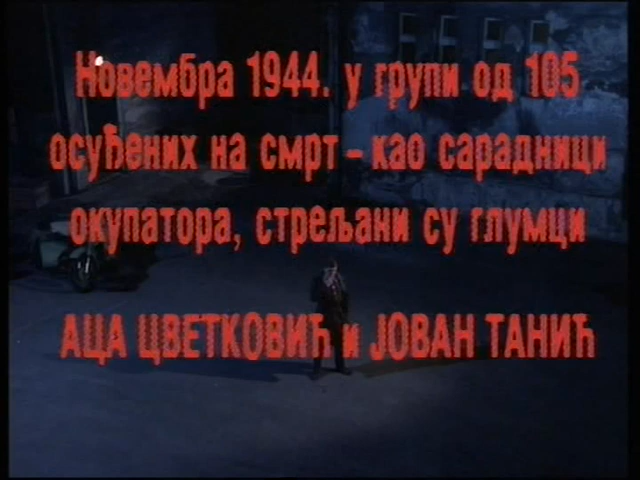 Новембра 1944. у групи од 105
осуђених на смрт – као сарадници
окупатора, стрељани су глумци
АЦА ЦВЕТКОВИЋ и ЈОВАН ТАНИЋ